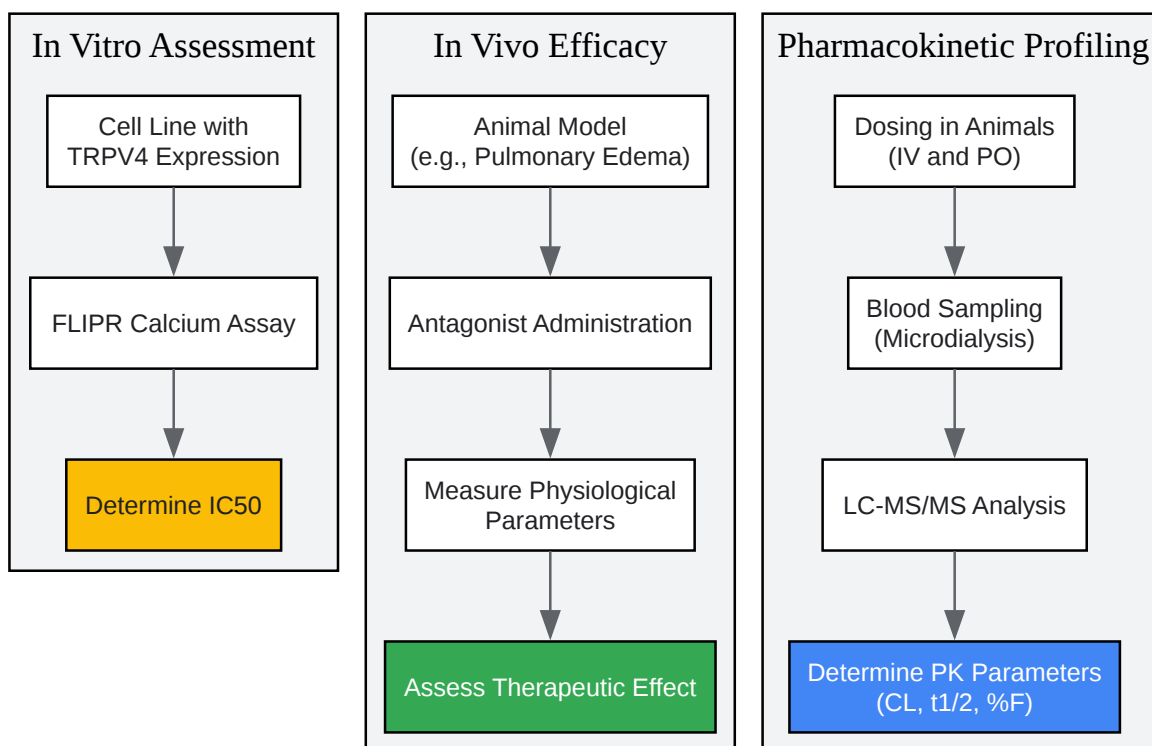 In Vitro Assessment
Cell Line with
TRPV4 Expression
FLIPR Calcium Assay
Determine IC50
In Vivo Efficacy
Animal Model
(e.g., Pulmonary Edema)
Antagonist Administration
Measure Physiological
Parameters
Assess Therapeutic Effect
Pharmacokinetic Profiling
Dosing in Animals
(IV and PO)
Blood Sampling
(Microdialysis)
LC-MS/MS Analysis
Determine PK Parameters
(CL, t1/2, %F)